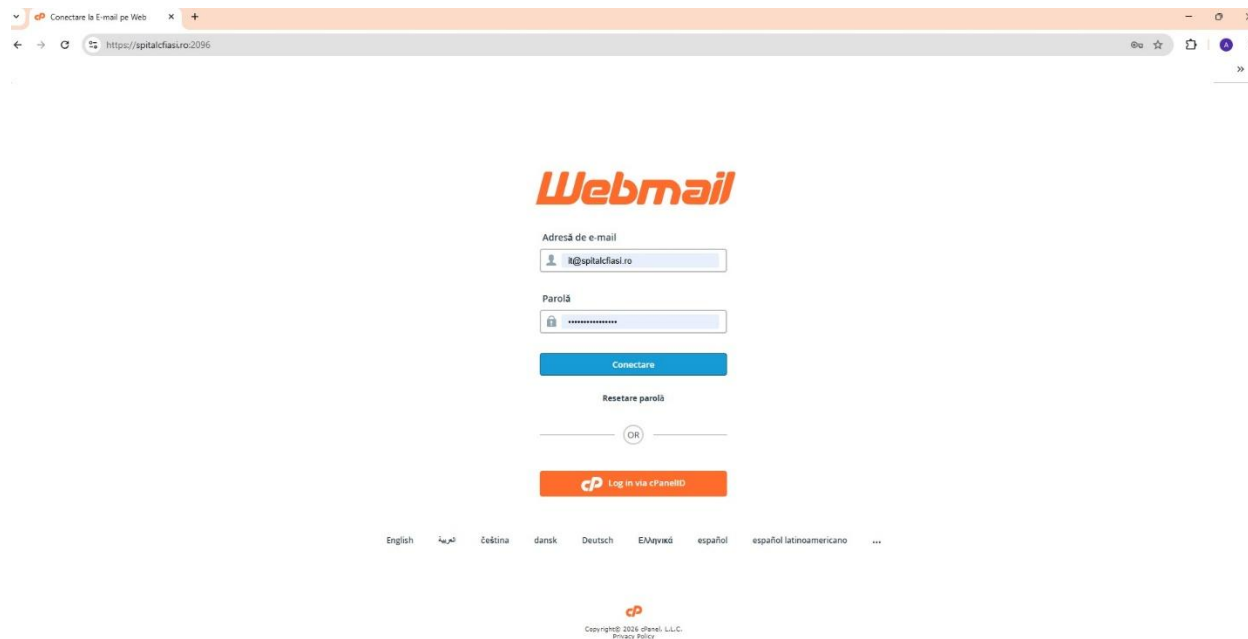 Conectare la E-mail pe Web
https://spitalcfiasi.ro:2096
A
Webmail
Adresă de e-mail
it@spitalcfiasi.ro
Parolă
••••••••••••••••
Conectare
Resetare parolă
OR
cP Log in via cPanelID
English العربية čeština dansk Deutsch Ελληνικά español español latinoamericano ...
cP
Copyright© 2026 cPanel, L.L.C.
Privacy Policy